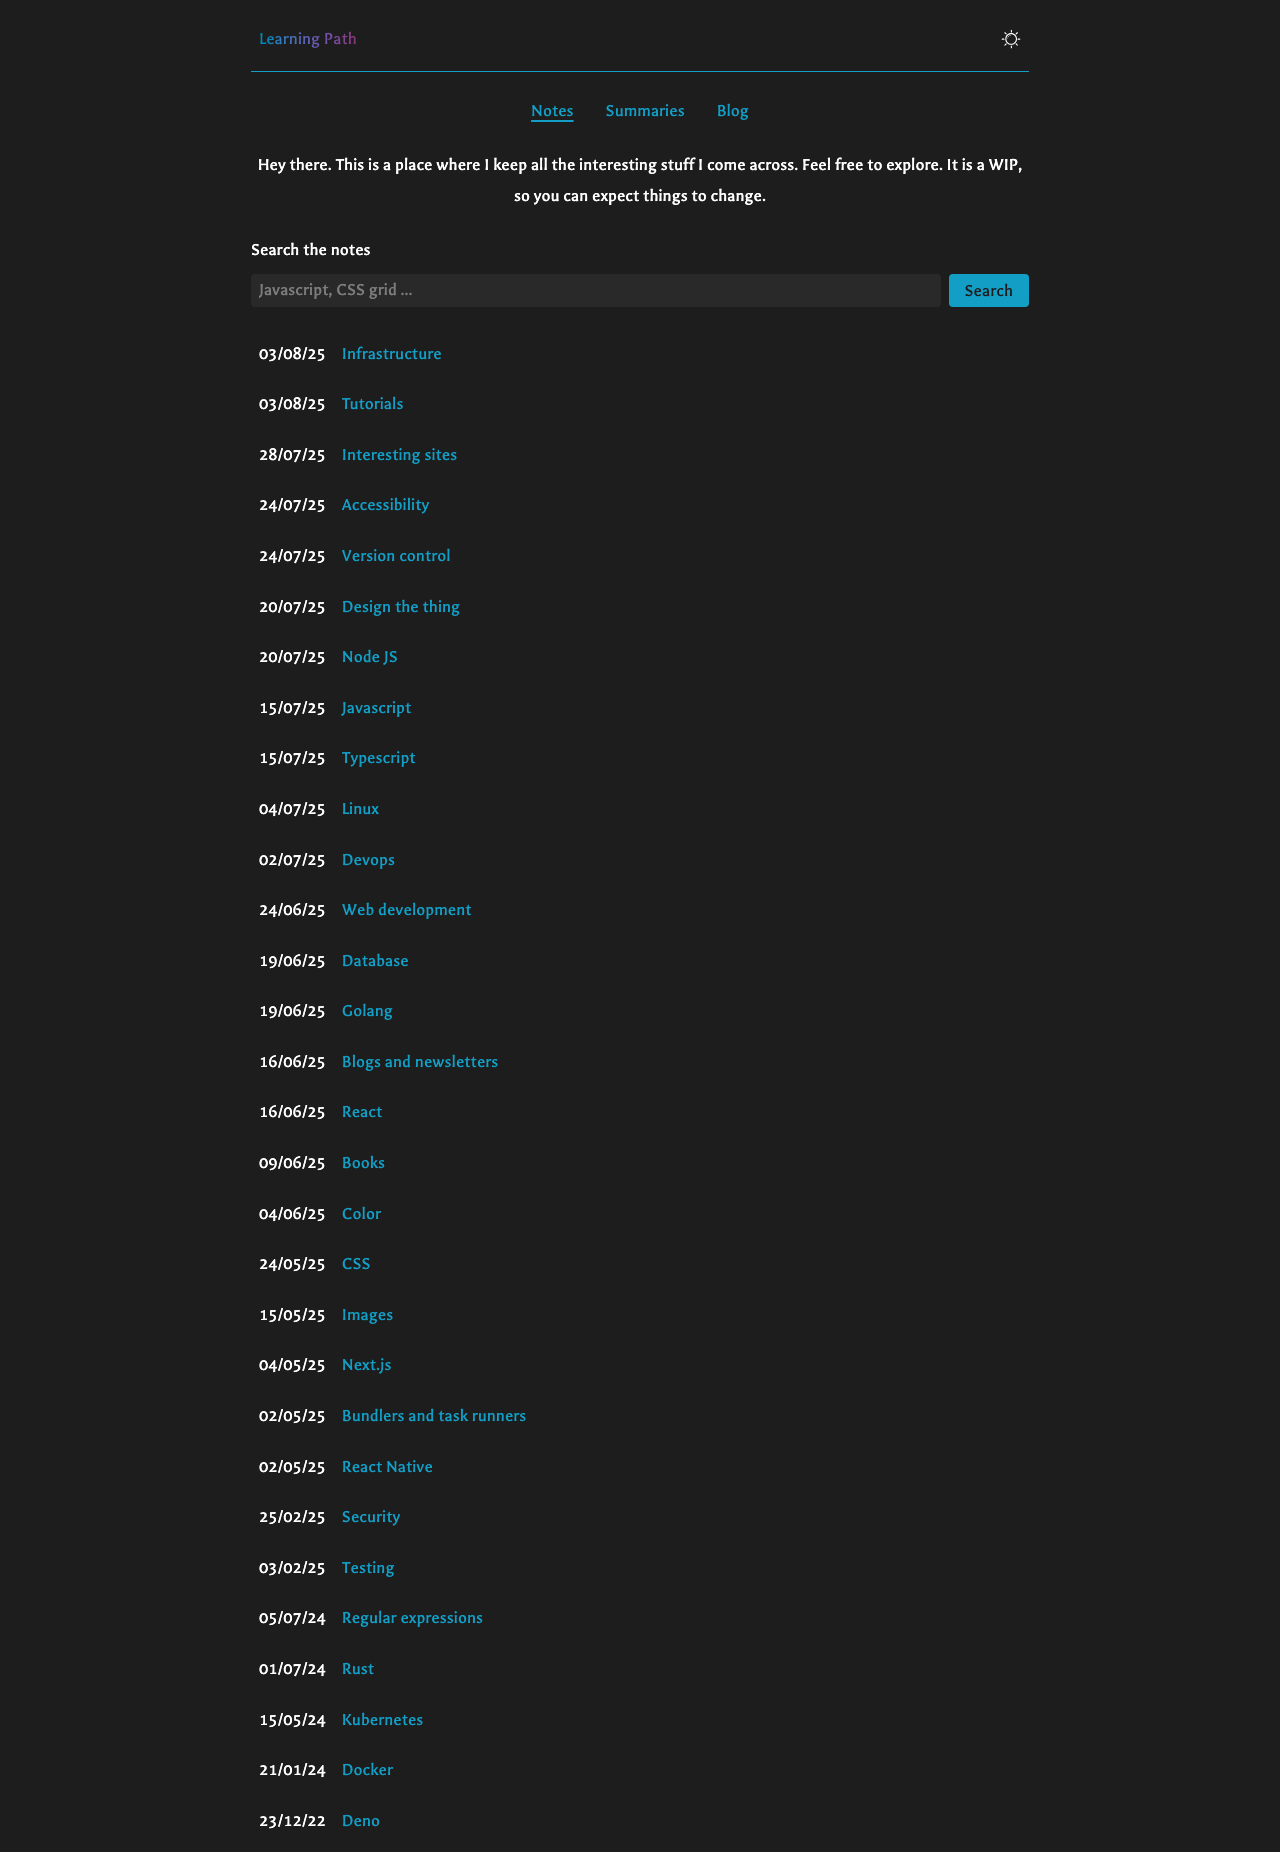 Learning Path
Notes Summaries Blog
Hey there. This is a place where I keep all the interesting stuff I come across. Feel free to explore. It is a WIP,
so you can expect things to change.
Search the notes
Javascript, CSS grid ... Search
03/08/25 Infrastructure
03/08/25 Tutorials
28/07/25 Interesting sites
24/07/25 Accessibility
24/07/25 Version control
20/07/25 Design the thing
20/07/25 Node JS
15/07/25 Javascript
15/07/25 Typescript
04/07/25 Linux
02/07/25 Devops
24/06/25 Web development
19/06/25 Database
19/06/25 Golang
16/06/25 Blogs and newsletters
16/06/25 React
09/06/25 Books
04/06/25 Color
24/05/25 CSS
15/05/25 Images
04/05/25 Next.js
02/05/25 Bundlers and task runners
02/05/25 React Native
25/02/25 Security
03/02/25 Testing
05/07/24 Regular expressions
01/07/24 Rust
15/05/24 Kubernetes
21/01/24 Docker
23/12/22 Deno